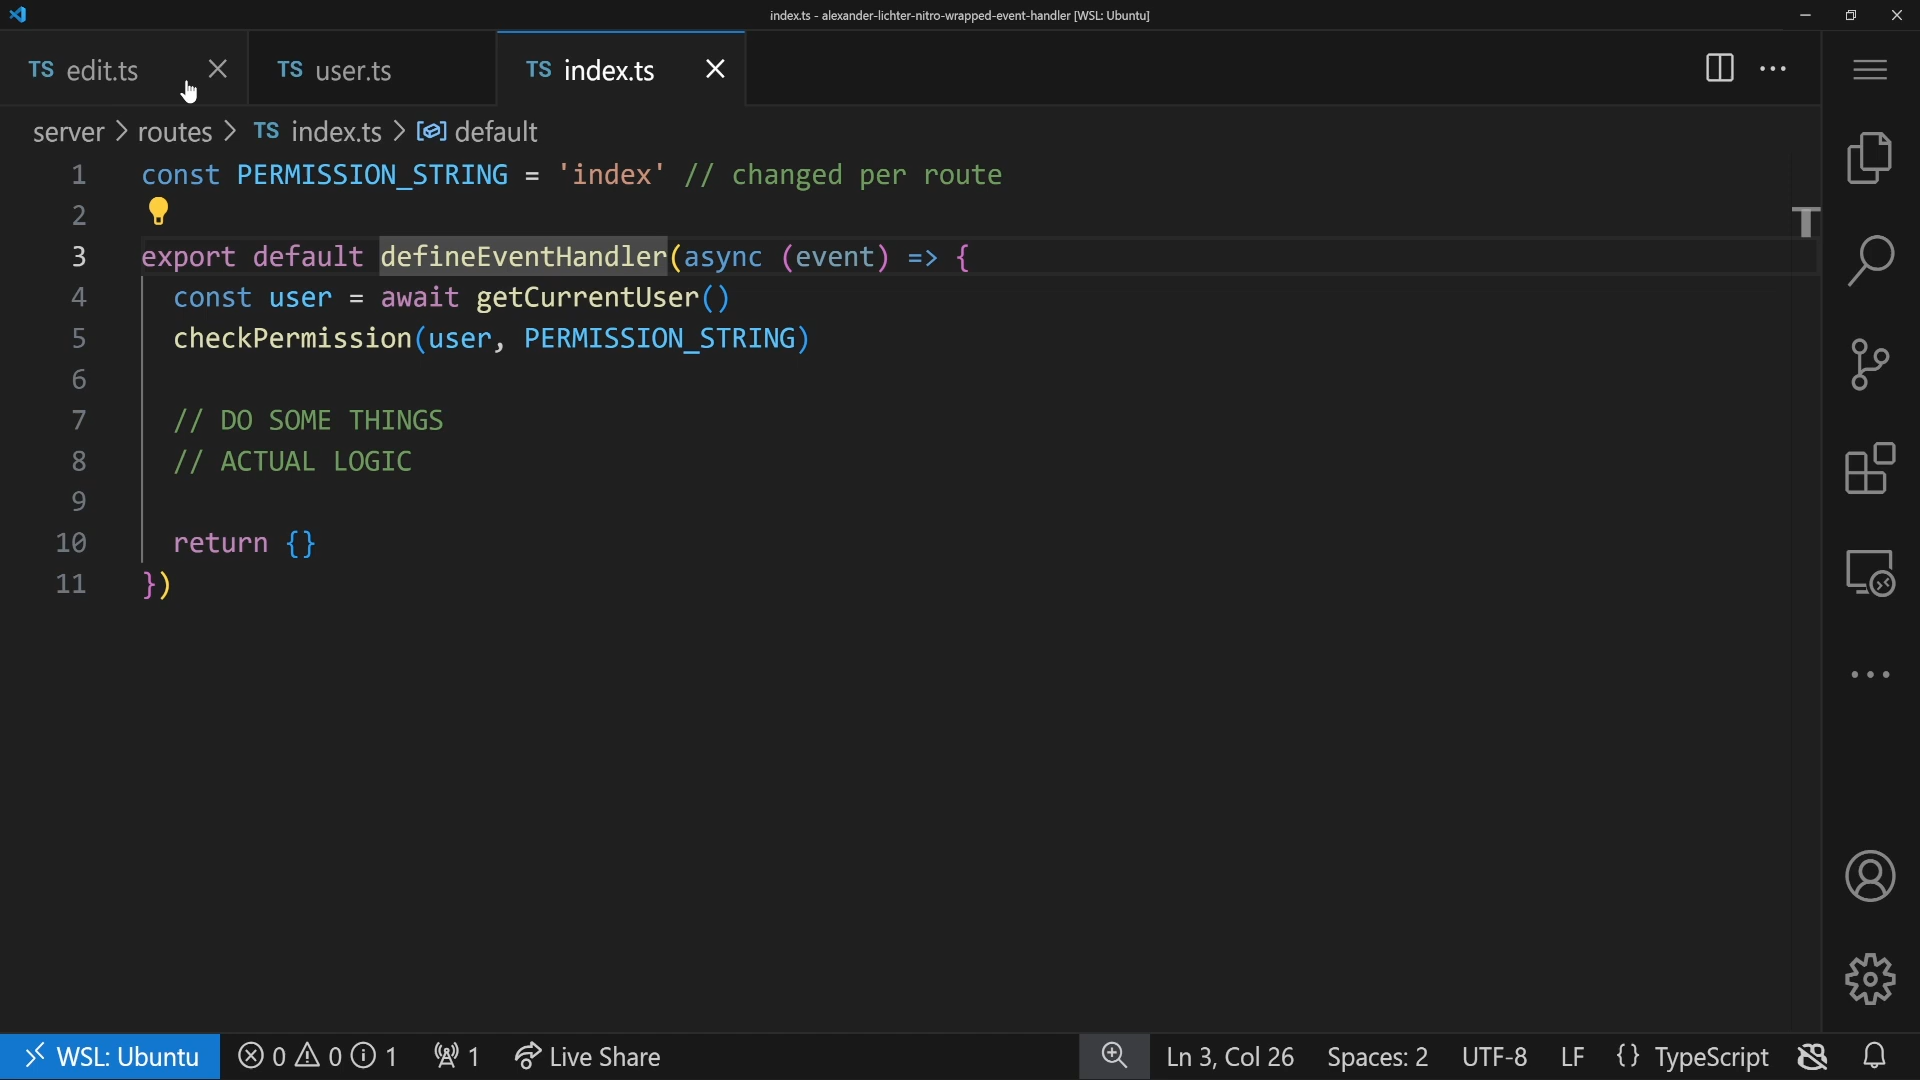 index.ts - alexander-lichter-nitro-wrapped-event-handler [WSL: Ubuntu]
TS edit.ts TS user.ts TS index.ts
server > routes > TS index.ts > default
1 const PERMISSION_STRING = 'index' // changed per route
2
3 export default defineEventHandler(async (event) => {
4 const user = await getCurrentUser()
5 checkPermission(user, PERMISSION_STRING)
6
7 // DO SOME THINGS
8 // ACTUAL LOGIC
9
10 return {}
11 })
WSL: Ubuntu 0 0 1 1 Live Share Ln 3, Col 26 Spaces: 2 UTF-8 LF {} TypeScript